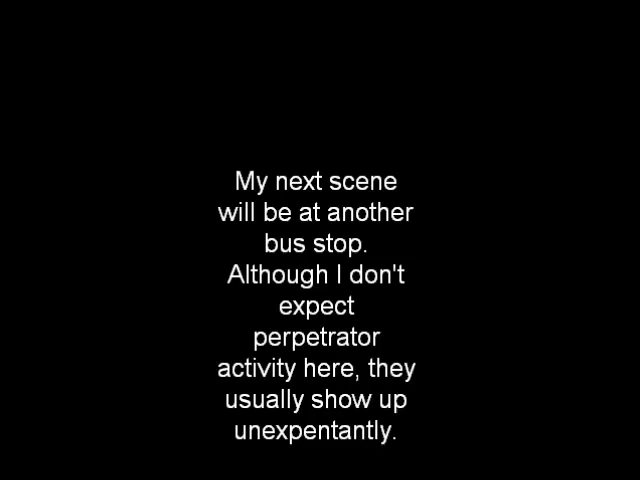 My next scene
will be at another
bus stop.
Although I don't
expect
perpetrator
activity here, they
usually show up
unexpentantly.